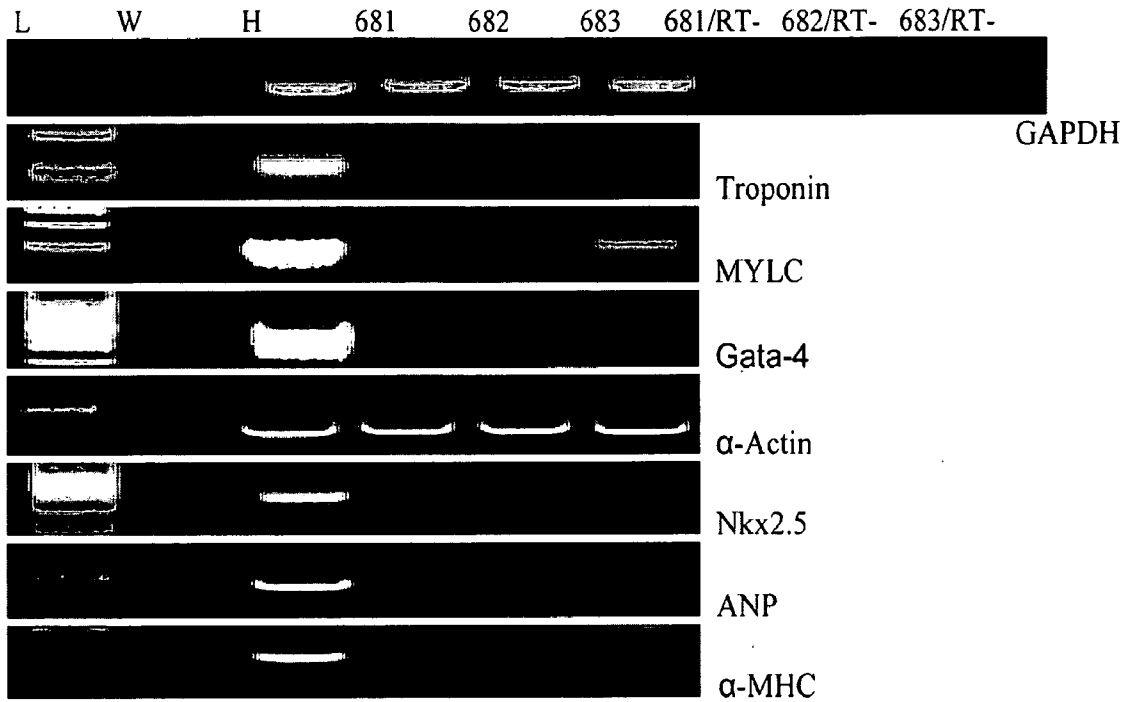 L W H 681 682 683 681/RT- 682/RT- 683/RT-
GAPDH
Troponin
MYLC
Gata-4
α-Actin
Nkx2.5
ANP
α-MHC